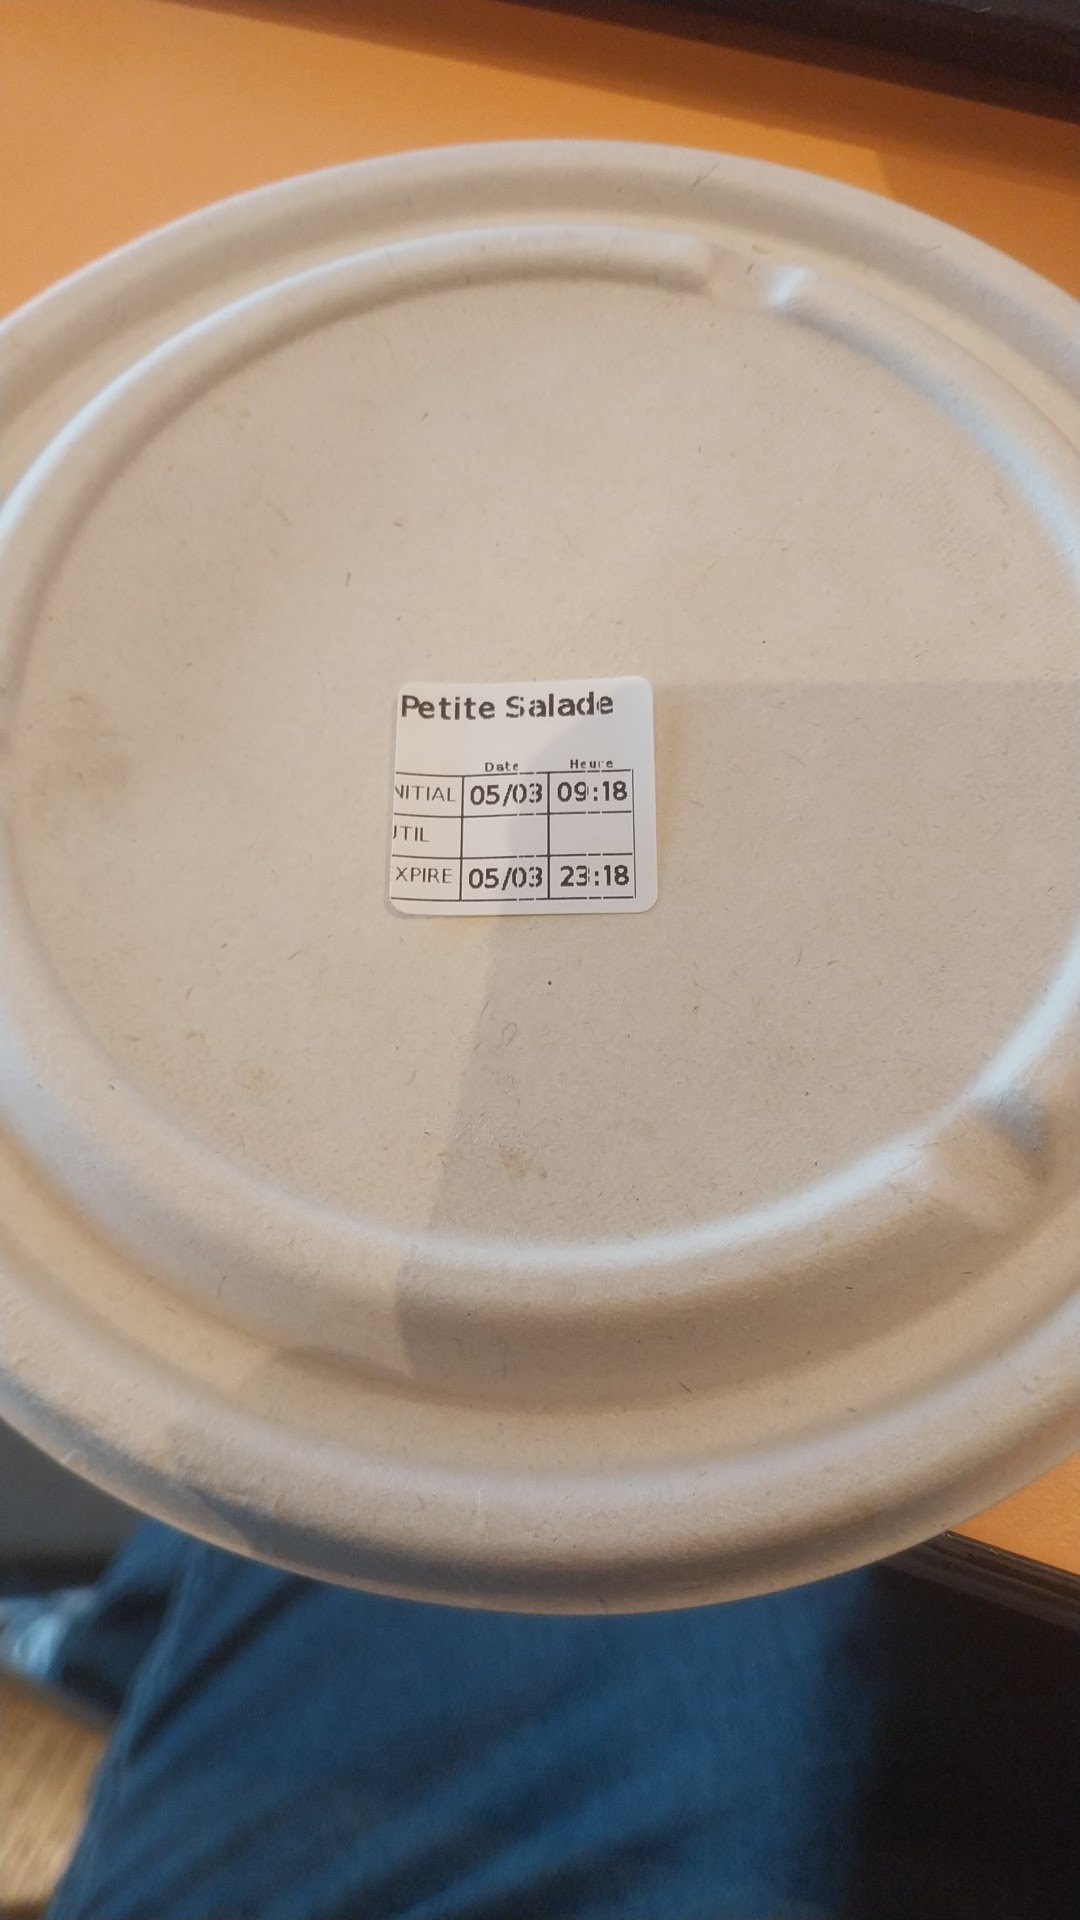 Petite Salade
Date Heure
NITIAL 05/03 09:18
UTIL
XPIRE 05/03 23:18